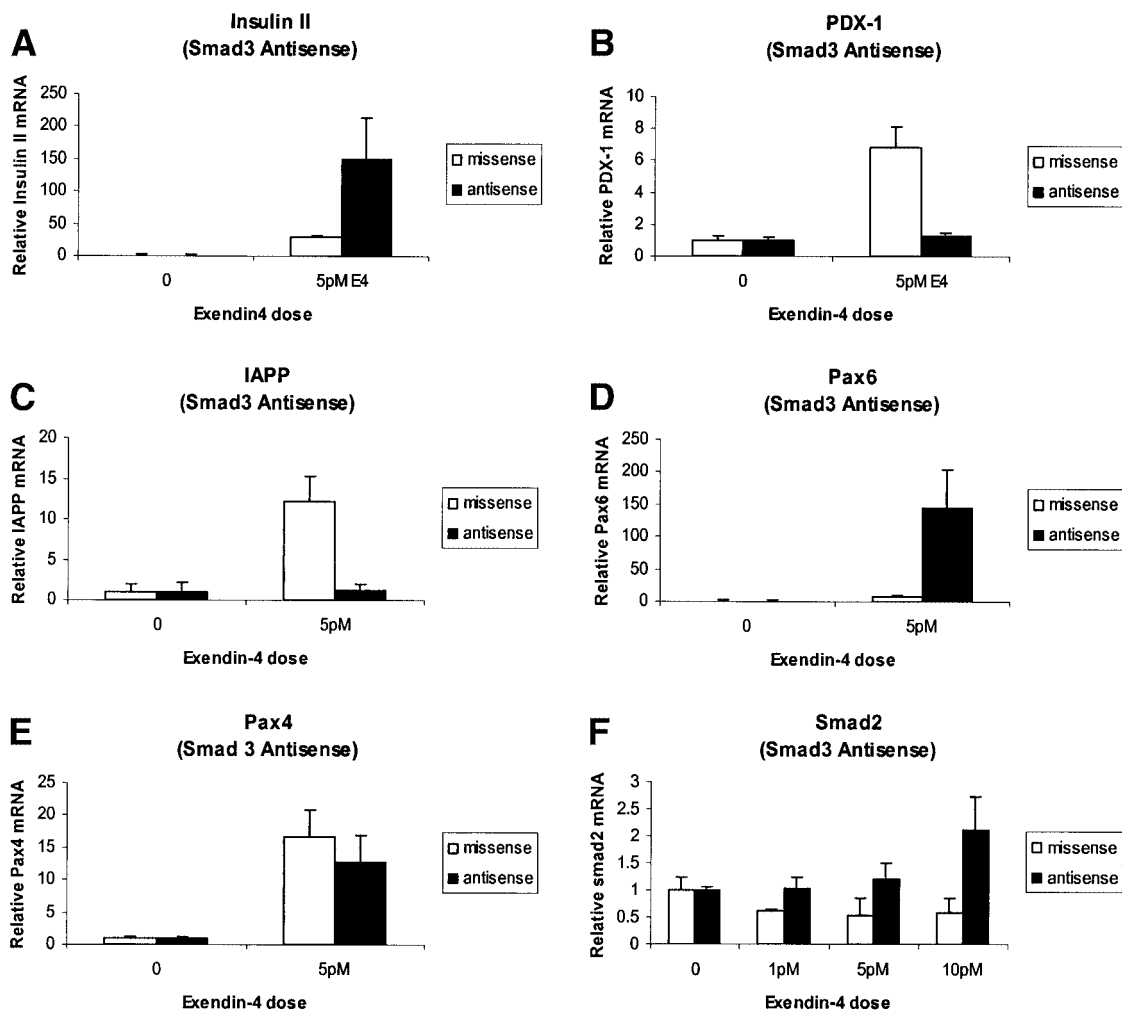 A
Insulin II
(Smad3 Antisense)
Relative Insulin II mRNA
250
200
150
100
50
0
0
5pM E4
Exendin4 dose
missense
antisense
B
PDX-1
(Smad3 Antisense)
Relative PDX-1 mRNA
10
8
6
4
2
0
0
5pM E4
Exendin-4 dose
missense
antisense
C
IAPP
(Smad3 Antisense)
Relative IAPP mRNA
20
15
10
5
0
0
5pM
Exendin-4 dose
missense
antisense
D
Pax6
(Smad3 Antisense)
Relative Pax6 mRNA
250
200
150
100
50
0
0
5pM
Exendin-4 dose
missense
antisense
E
Pax4
(Smad 3 Antisense)
Relative Pax4 mRNA
25
20
15
10
5
0
0
5pM
Exendin-4 dose
missense
antisense
F
Smad2
(Smad3 Antisense)
Relative smad2 mRNA
3
2.5
2
1.5
1
0.5
0
0
1pM
5pM
10pM
Exendin-4 dose
missense
antisense